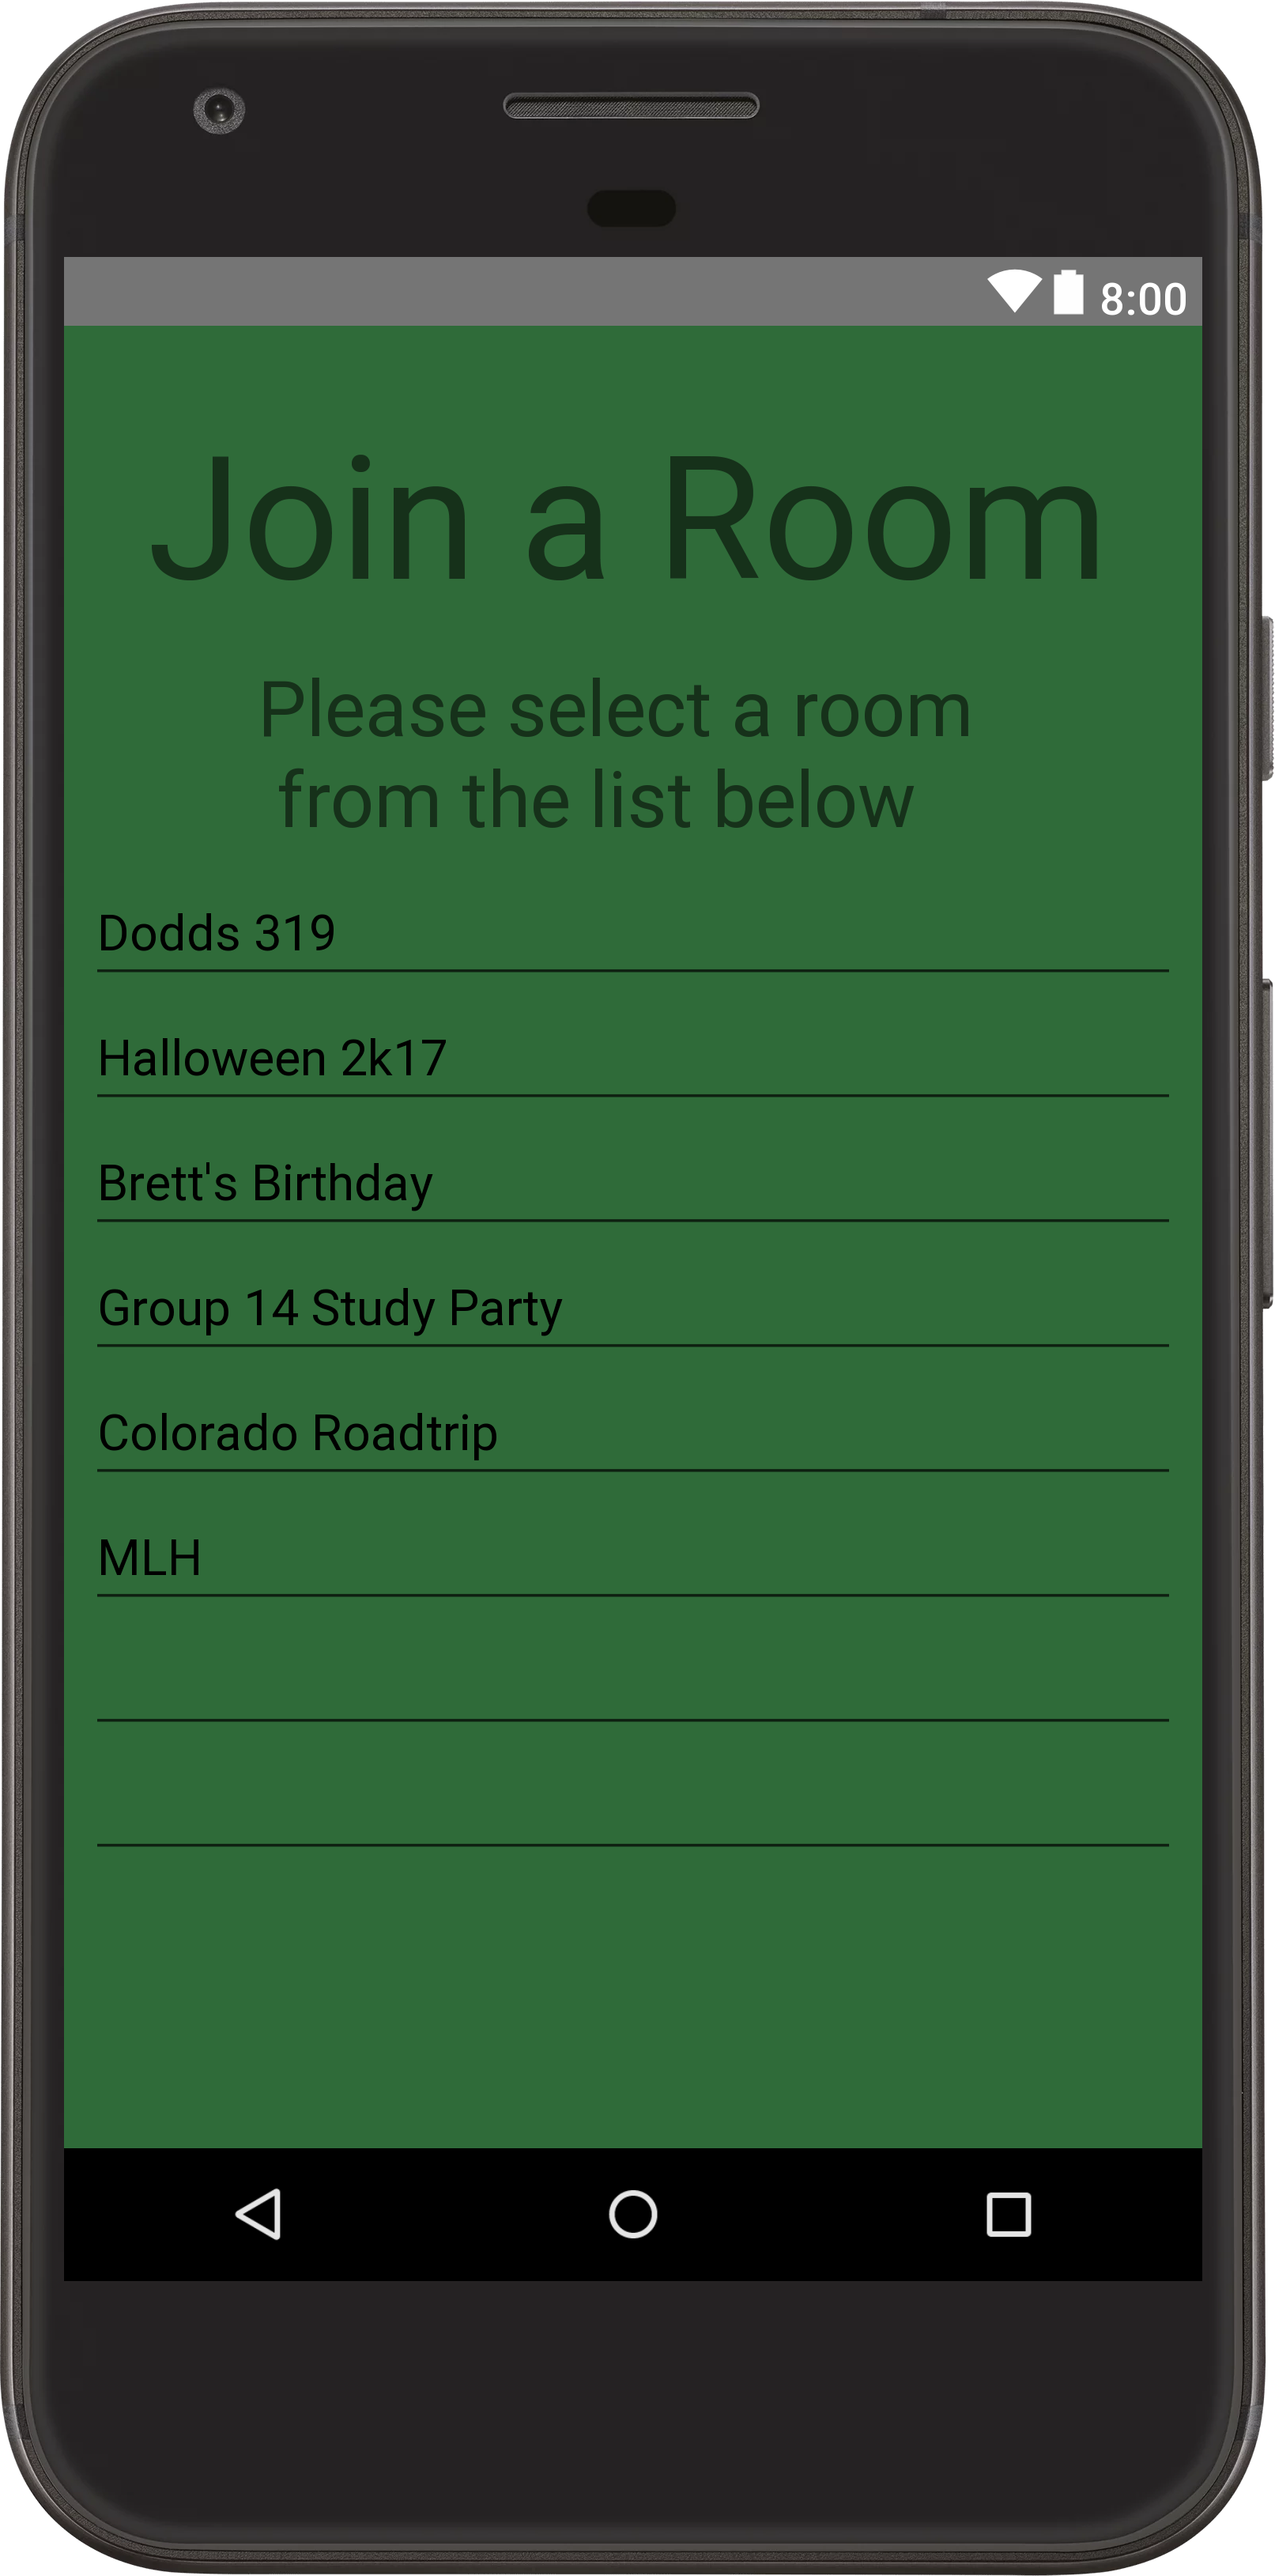 8:00
Join a Room
Please select a room
from the list below
Dodds 319
Halloween 2k17
Brett's Birthday
Group 14 Study Party
Colorado Roadtrip
MLH